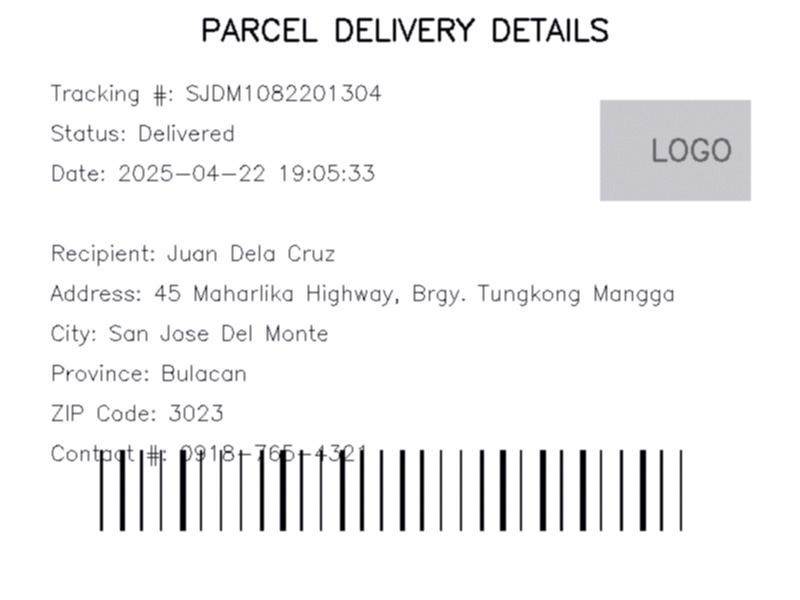 PARCEL DELIVERY DETAILS
Tracking #: SJDM1082201304
Status: Delivered
Date: 2025-04-22 19:05:33
LOGO
Recipient: Juan Dela Cruz
Address: 45 Maharlika Highway, Brgy. Tungkong Mangga
City: San Jose Del Monte
Province: Bulacan
ZIP Code: 3023
Contact #: 0918-765-4321